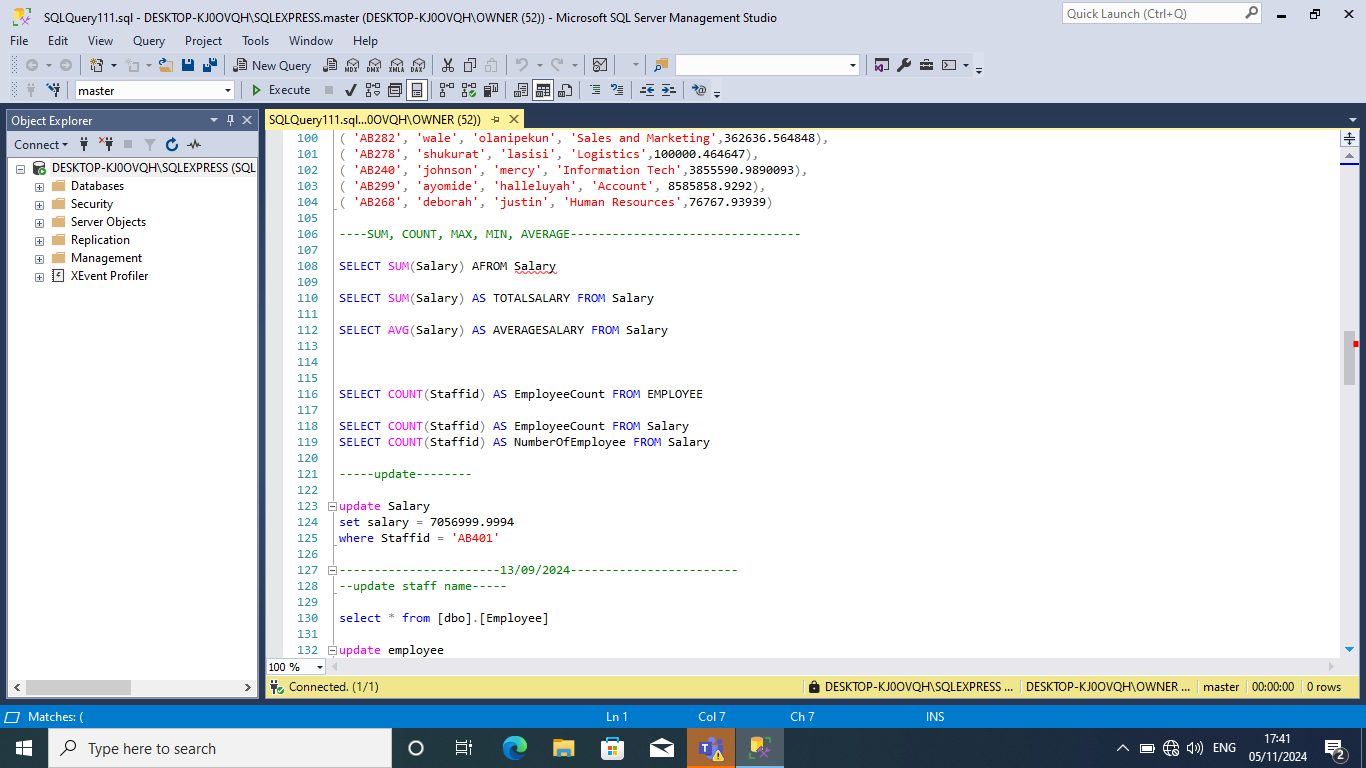 SQLQuery111.sql - DESKTOP-KJ0OVQH\SQLEXPRESS.master (DESKTOP-KJ0OVQH\OWNER (52)) - Microsoft SQL Server Management Studio
Quick Launch (Ctrl+Q)
File Edit View Query Project Tools Window Help
New Query MDX DMX XMLA DAX
master Execute
Object Explorer
SQLQuery111.sql...0OVQH\OWNER (52))
Connect
DESKTOP-KJ0OVQH\SQLEXPRESS (SQL
Databases
Security
Server Objects
Replication
Management
XEvent Profiler
100 ( 'AB282', 'wale', 'olanipekun', 'Sales and Marketing',362636.564848),
101 ( 'AB278', 'shukurat', 'lasisi', 'Logistics',100000.464647),
102 ( 'AB240', 'johnson', 'mercy', 'Information Tech',3855590.9890093),
103 ( 'AB299', 'ayomide', 'halleluyah', 'Account', 8585858.9292),
104 ( 'AB268', 'deborah', 'justin', 'Human Resources',76767.93939)
105
106 ----SUM, COUNT, MAX, MIN, AVERAGE---------------------------------
107
108 SELECT SUM(Salary) AFROM Salary
109
110 SELECT SUM(Salary) AS TOTALSALARY FROM Salary
111
112 SELECT AVG(Salary) AS AVERAGESALARY FROM Salary
113
114
115
116 SELECT COUNT(Staffid) AS EmployeeCount FROM EMPLOYEE
117
118 SELECT COUNT(Staffid) AS EmployeeCount FROM Salary
119 SELECT COUNT(Staffid) AS NumberOfEmployee FROM Salary
120
121 -----update--------
122
123 update Salary
124 set salary = 7056999.9994
125 where Staffid = 'AB401'
126
127 -----------------------13/09/2024------------------------
128 --update staff name-----
129
130 select * from [dbo].[Employee]
131
132 update employee
100 %
Connected. (1/1) DESKTOP-KJ0OVQH\SQLEXPRESS ... DESKTOP-KJ0OVQH\OWNER ... master 00:00:00 0 rows
Matches: ( Ln 1 Col 7 Ch 7 INS
Type here to search
ENG
17:41
05/11/2024
2